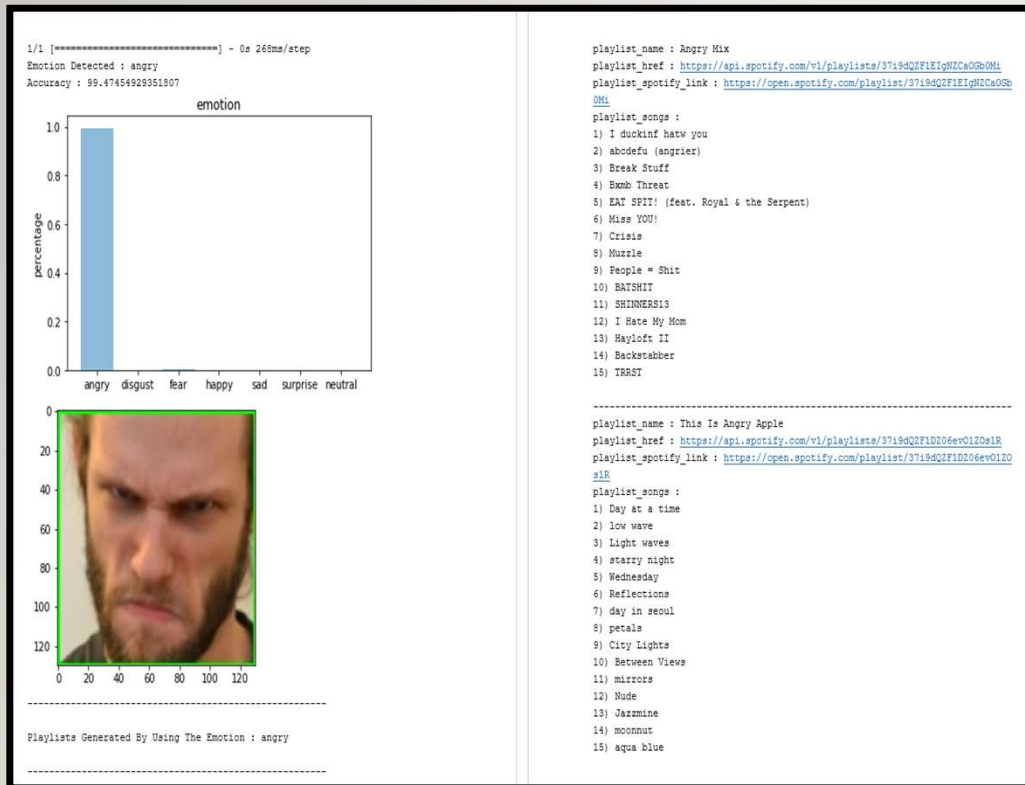 1/1 [==============================] - 0s 268ms/step
Emotion Detected : angry
Accuracy : 99.47454929351807
emotion
percentage
1.0
0.8
0.6
0.4
0.2
0.0
angry disgust fear happy sad surprise neutral
0
20
40
60
80
100
120
0 20 40 60 80 100 120
------------------------------------------------------
Playlists Generated By Using The Emotion : angry
------------------------------------------------------
playlist_name : Angry Mix
playlist_href : https://api.spotify.com/v1/playlists/37i9dQZF1EIgNZCaOGb0Mi
playlist_spotify_link : https://open.spotify.com/playlist/37i9dQZF1EIgNZCaOGb
0Mi
playlist_songs :
1) I duckinf hatw you
2) abcdefu (angrier)
3) Break Stuff
4) Bxmb Threat
5) EAT SPIT! (feat. Royal & the Serpent)
6) Miss YOU!
7) Crisis
8) Muzzle
9) People = Shit
10) BATSHIT
11) SHINNERS13
12) I Hate My Mom
13) Hayloft II
14) Backstabber
15) TRRST
----------------------------------------------------------------------------
playlist_name : This Is Angry Apple
playlist_href : https://api.spotify.com/v1/playlists/37i9dQZF1DZ06evO1ZOs1R
playlist_spotify_link : https://open.spotify.com/playlist/37i9dQZF1DZ06evO1ZO
s1R
playlist_songs :
1) Day at a time
2) low wave
3) Light waves
4) starry night
5) Wednesday
6) Reflections
7) day in seoul
8) petals
9) City Lights
10) Between Views
11) mirrors
12) Nude
13) Jazzmine
14) moonnut
15) aqua blue